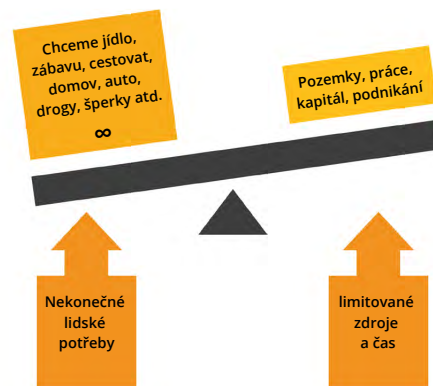 Chceme jídlo,
zábavu, cestovat,
domov, auto,
drogy, šperky atd.
∞
Pozemky, práce,
kapitál, podnikání
Nekonečné
lidské
potřeby
limitované
zdroje
a čas